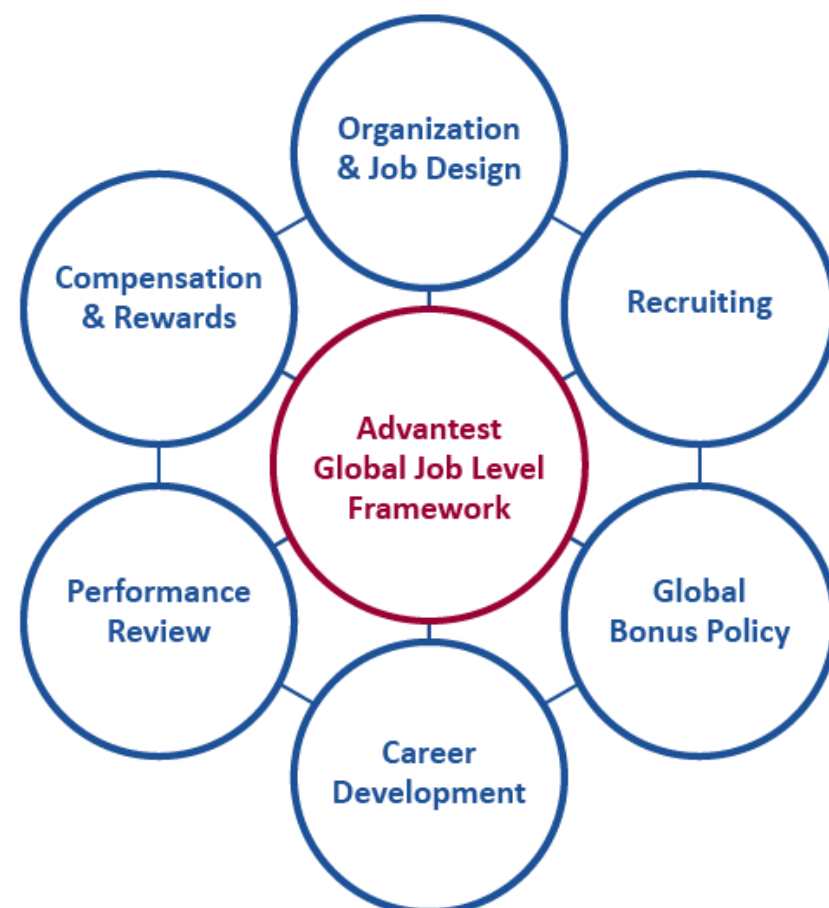 Organization
& Job Design
Compensation
& Rewards
Recruiting
Advantest
Global Job Level
Framework
Performance
Review
Global
Bonus Policy
Career
Development